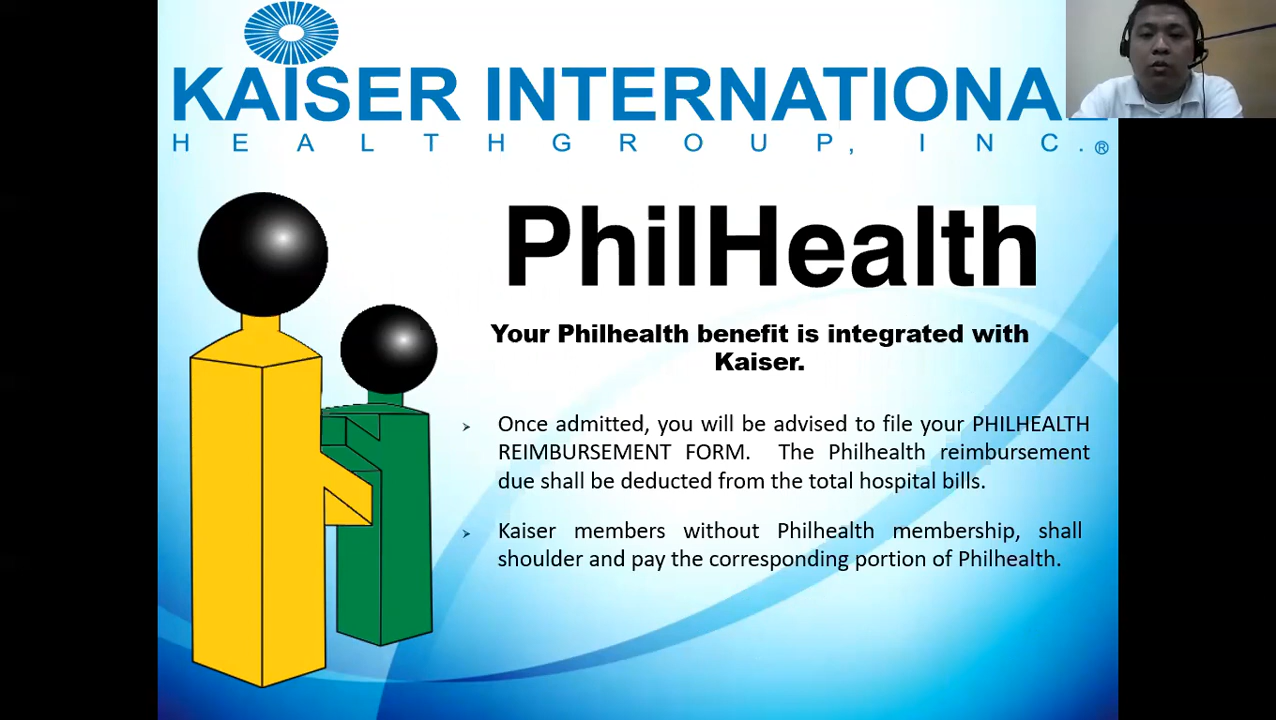 KAISER INTERNATIONA
HEALTHGROUP, INC.®
PhilHealth
Your Philhealth benefit is integrated with
Kaiser.
➢ Once admitted, you will be advised to file your PHILHEALTH
REIMBURSEMENT FORM. The Philhealth reimbursement
due shall be deducted from the total hospital bills.
➢ Kaiser members without Philhealth membership, shall
shoulder and pay the corresponding portion of Philhealth.